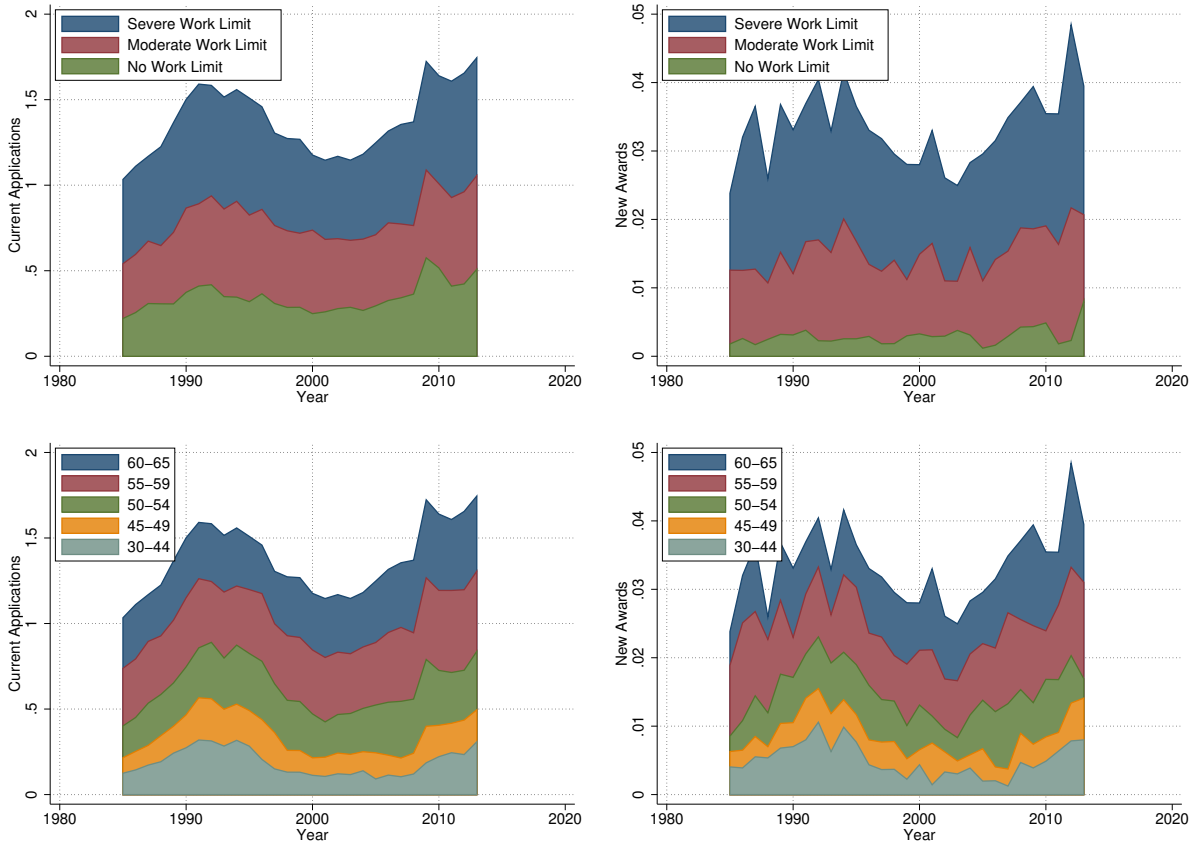 Severe Work Limit
Moderate Work Limit
No Work Limit
2
1.5
1
.5
0
Current Applications
1980 1990 2000 2010 2020
Year
Severe Work Limit
Moderate Work Limit
No Work Limit
.05
.04
.03
.02
.01
0
New Awards
1980 1990 2000 2010 2020
Year
60–65
55–59
50–54
45–49
30–44
2
1.5
1
.5
0
Current Applications
1980 1990 2000 2010 2020
Year
60–65
55–59
50–54
45–49
30–44
.05
.04
.03
.02
.01
0
New Awards
1980 1990 2000 2010 2020
Year